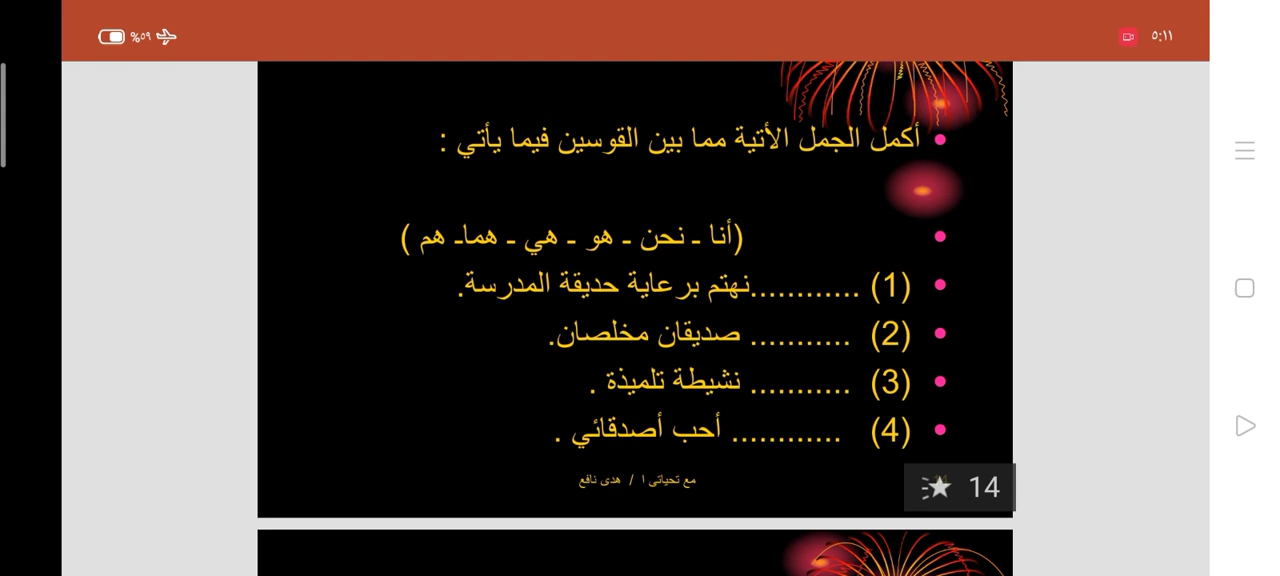 %٥٩
٥:١١
أكمل الجمل الأتية مما بين القوسين فيما يأتي :
(أنا - نحن - هو - هي - هما- هم )
(1) ............نهتم برعاية حديقة المدرسة.
(2) ........... صديقان مخلصان.
(3) ........... نشيطة تلميذة .
(4) ............ أحب أصدقائي .
مع تحياتى ا / هدى نافع
14